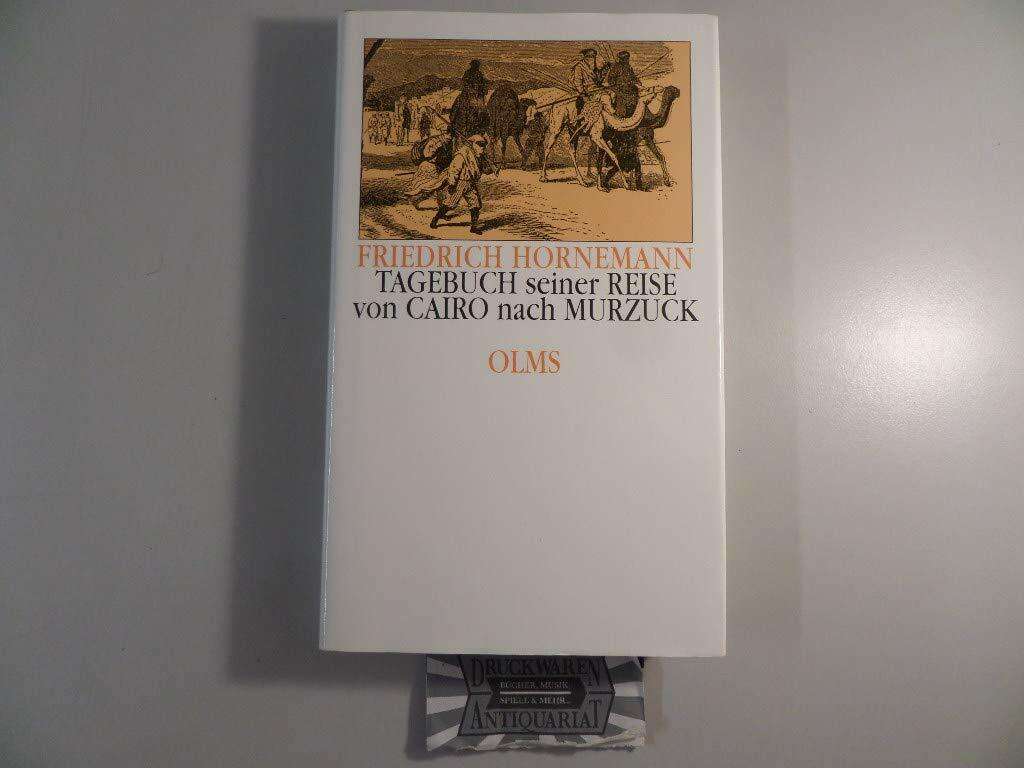 FRIEDRICH HORNEMANN
TAGEBUCH seiner REISE
von CAIRO nach MURZUCK
OLMS
DRUCKWAREN
BÜCHER, MUSIK
SPIEL & MEHR...
ANTIQUARIAT